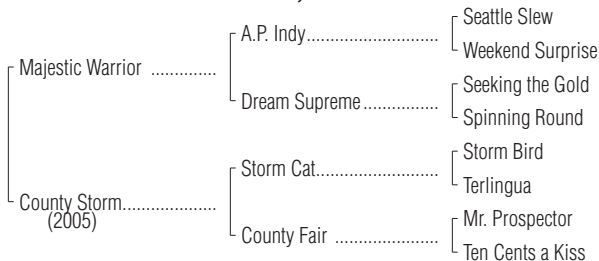 Seattle Slew
A.P. Indy......................
Weekend Surprise
Majestic Warrior ..............
Seeking the Gold
Dream Supreme................
Spinning Round
Storm Bird
Storm Cat......................
Terlingua
County Storm....................
(2005)
Mr. Prospector
County Fair ...................
Ten Cents a Kiss